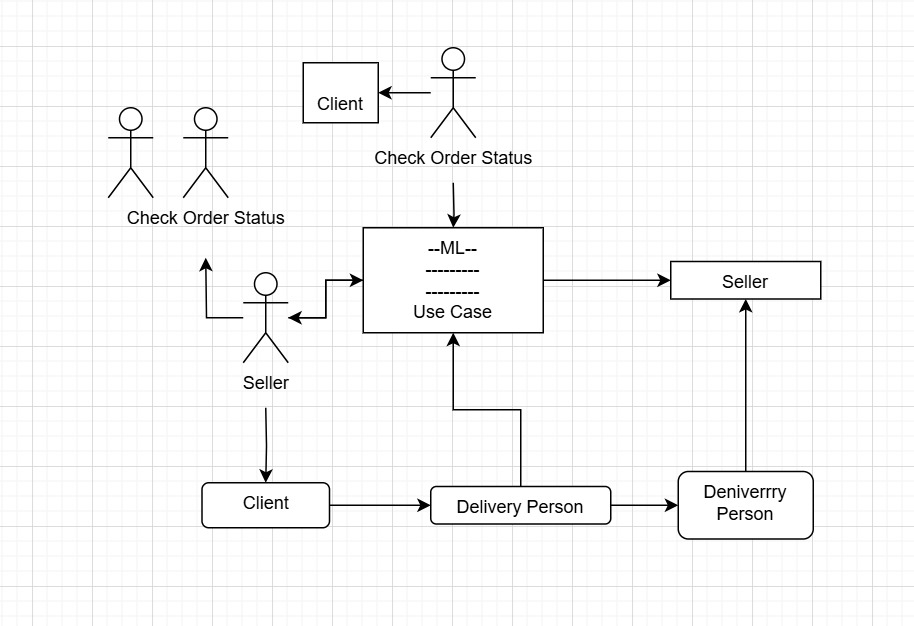 Client
Check Order Status
Check Order Status
--ML--
---------
---------
Use Case
Seller
Seller
Client
Delivery Person
Deniverrry
Person